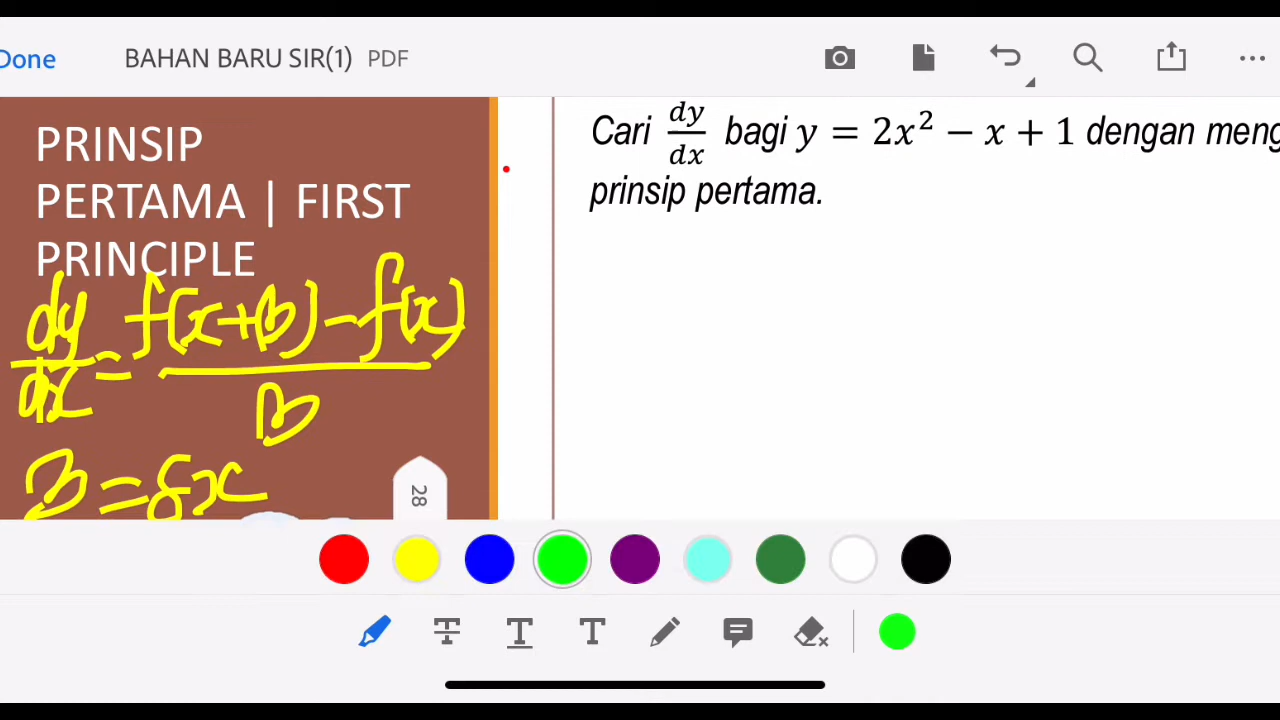 Done
BAHAN BARU SIR(1) PDF
PRINSIP
PERTAMA | FIRST
PRINCIPLE
dy/dx = f(x+B) - f(x) / B
B = δx
28
Cari dy/dx bagi y = 2x² − x + 1 dengan meng
prinsip pertama.
T T T